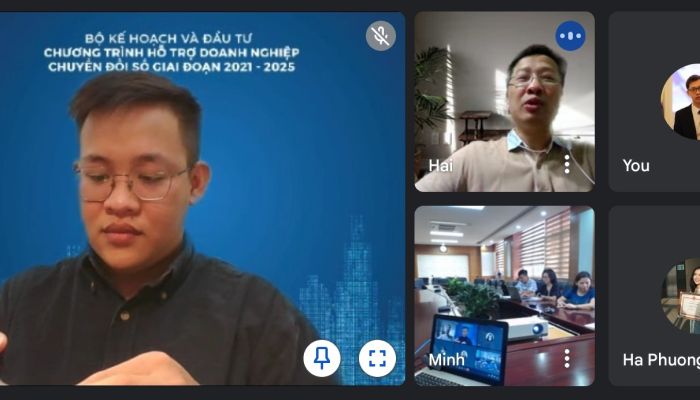 BỘ KẾ HOẠCH VÀ ĐẦU TƯ
CHƯƠNG TRÌNH HỖ TRỢ DOANH NGHIỆP
CHUYỂN ĐỔI SỐ GIAI ĐOẠN 2021 - 2025
Hai
You
Minh
Ha Phuong